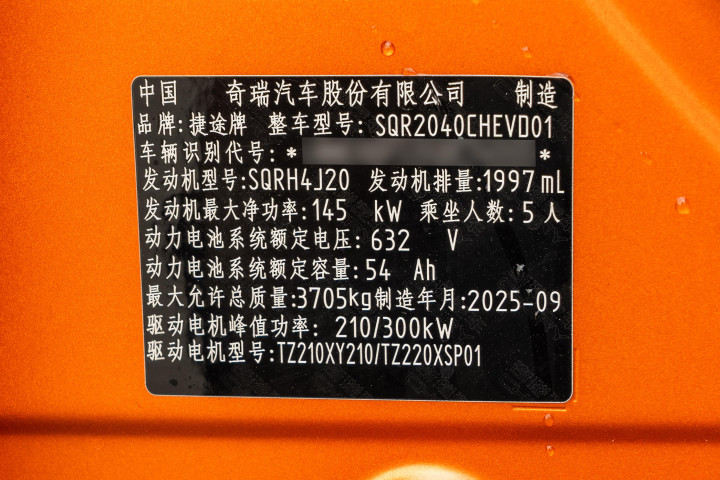 中国 奇瑞汽车股份有限公司 制造
品牌:捷途牌 整车型号:SQR2040CHEVD01
车辆识别代号:* *
发动机型号:SQRH4J20 发动机排量:1997mL
发动机最大净功率:145 kW 乘坐人数:5人
动力电池系统额定电压:632 V
动力电池系统额定容量:54 Ah
最大允许总质量:3705kg制造年月:2025-09
驱动电机峰值功率: 210/300kW
驱动电机型号:TZ210XY210/TZ220XSP01